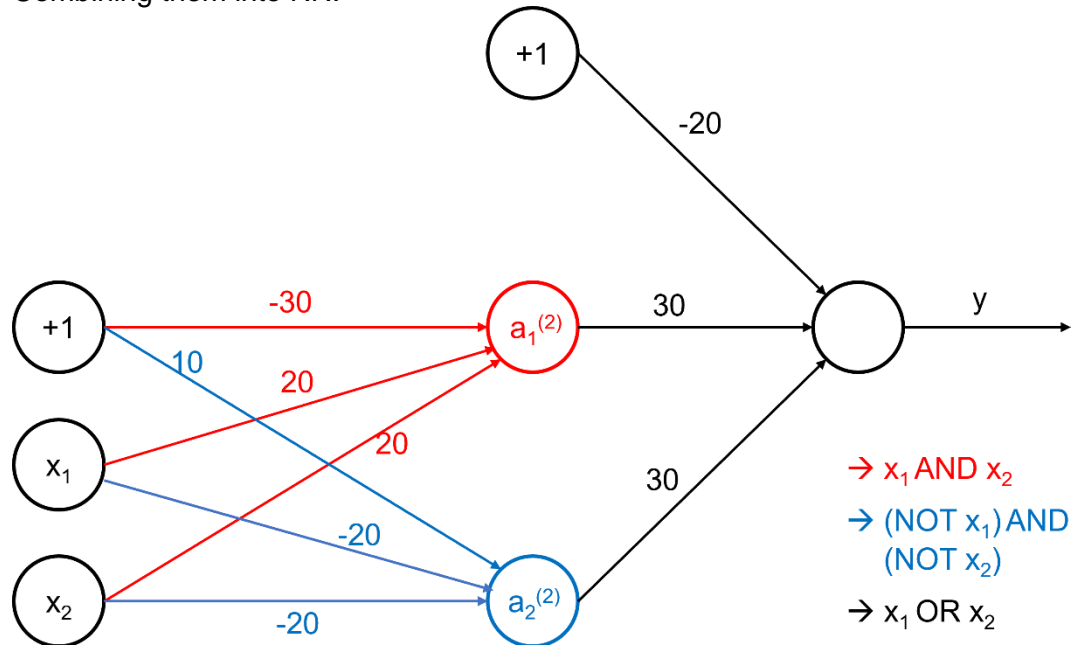 Combining them into NN:
+1
-20
+1
-30
a₁⁽²⁾
30
y
10
20
20
x₁
30
-20
x₂
-20
a₂⁽²⁾
→ x₁ AND x₂
→ (NOT x₁) AND
(NOT x₂)
→ x₁ OR x₂